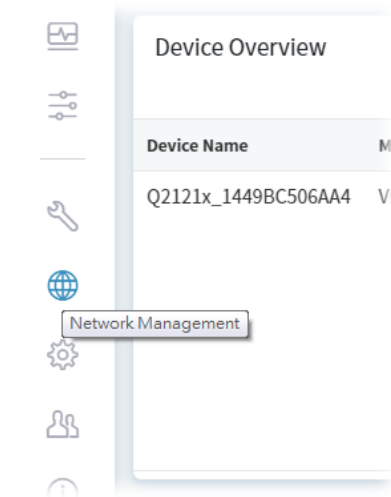 Device Overview
Device Name
Q2121x_1449BC506AA4
Network Management